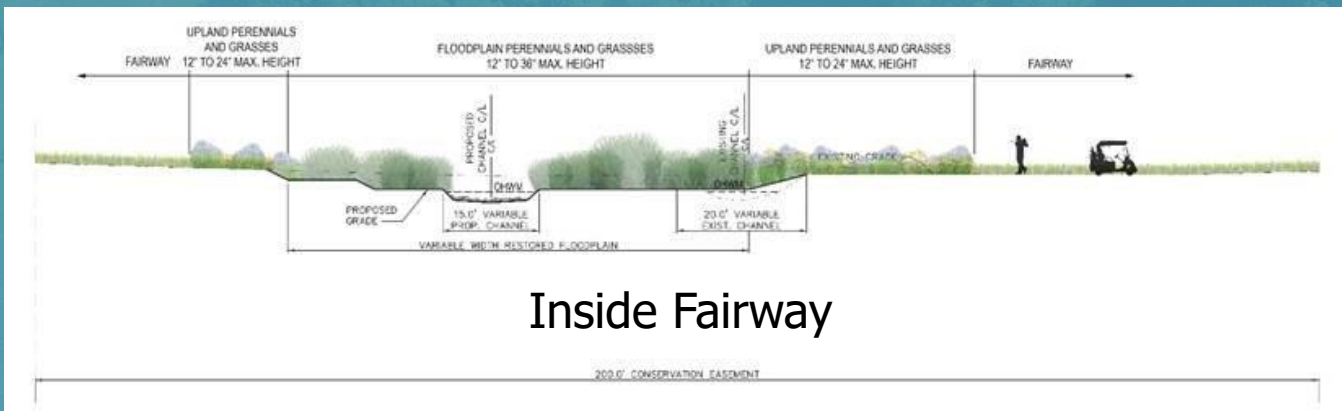 UPLAND PERENNIALS
AND GRASSES
12" TO 24" MAX. HEIGHT
FAIRWAY
FLOODPLAIN PERENNIALS AND GRASSSES
12" TO 36" MAX. HEIGHT
UPLAND PERENNIALS AND GRASSES
12" TO 24" MAX. HEIGHT
FAIRWAY
PROPOSED
CHANNEL C/L
EXISTING
CHANNEL C/L
EXISTING GRADE
OHWM
OHWM
PROPOSED
GRADE
15.0' VARIABLE
PROP. CHANNEL
20.0' VARIABLE
EXIST. CHANNEL
VARIABLE WIDTH RESTORED FLOODPLAIN
Inside Fairway
200.0' CONSERVATION EASEMENT